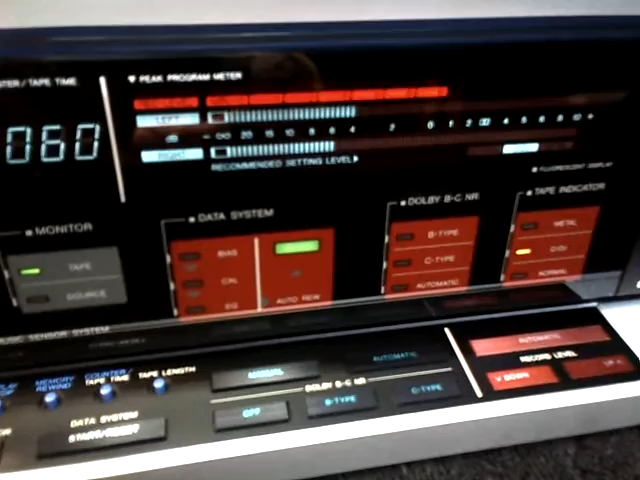 TER/TAPE TIME
▼ PEAK PROGRAM METER
060
LEFT
dB -∞ 20 15 10 8 6 4 2 0 1 2 4 5 6 8 10 +
RIGHT
RECOMMENDED SETTING LEVEL▶
FLUORESCENT DISPLAY
MONITOR
TAPE
SOURCE
DATA SYSTEM
BIAS
CAL
EQ
AUTO REW
DOLBY B-C NR
B-TYPE
C-TYPE
AUTOMATIC
TAPE INDICATOR
METAL
CrO2
NORMAL
USIC SENSOR SYSTEM
MEMORY REWIND
COUNTER/TAPE TIME
TAPE LENGTH
DATA SYSTEM
START/RESET
MANUAL
AUTOMATIC
DOLBY B-C NR
OFF
B-TYPE
C-TYPE
AUTOMATIC
RECORD LEVEL
∨ DOWN
UP ∧